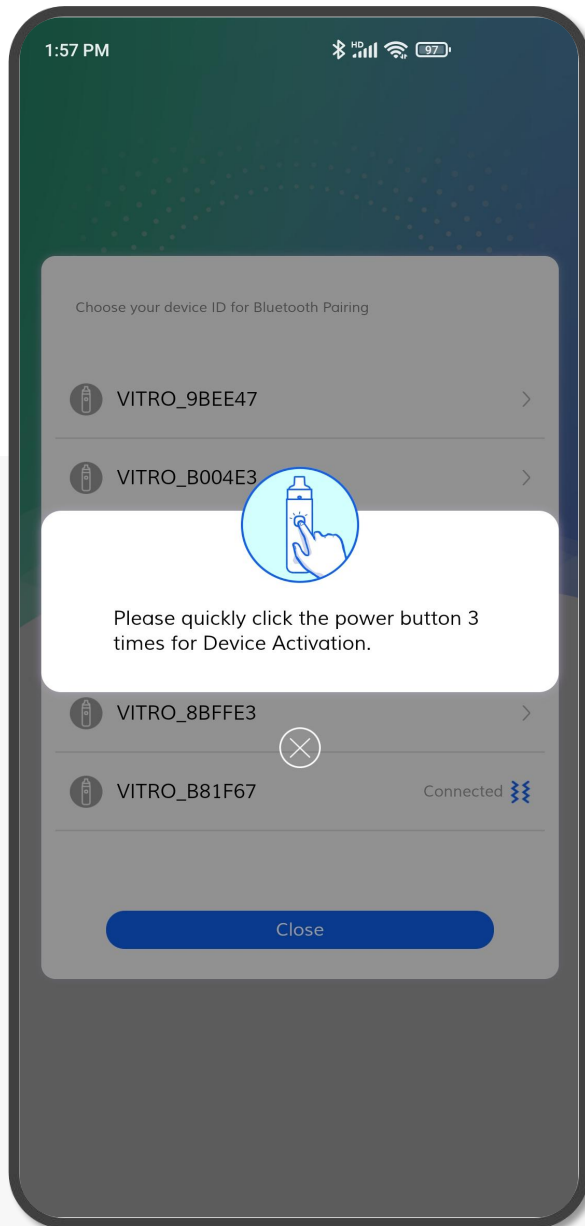 1:57 PM
HD
97
Choose your device ID for Bluetooth Pairing
VITRO_9BEE47
VITRO_B004E3
Please quickly click the power button 3
times for Device Activation.
VITRO_8BFFE3
VITRO_B81F67
Connected
Close